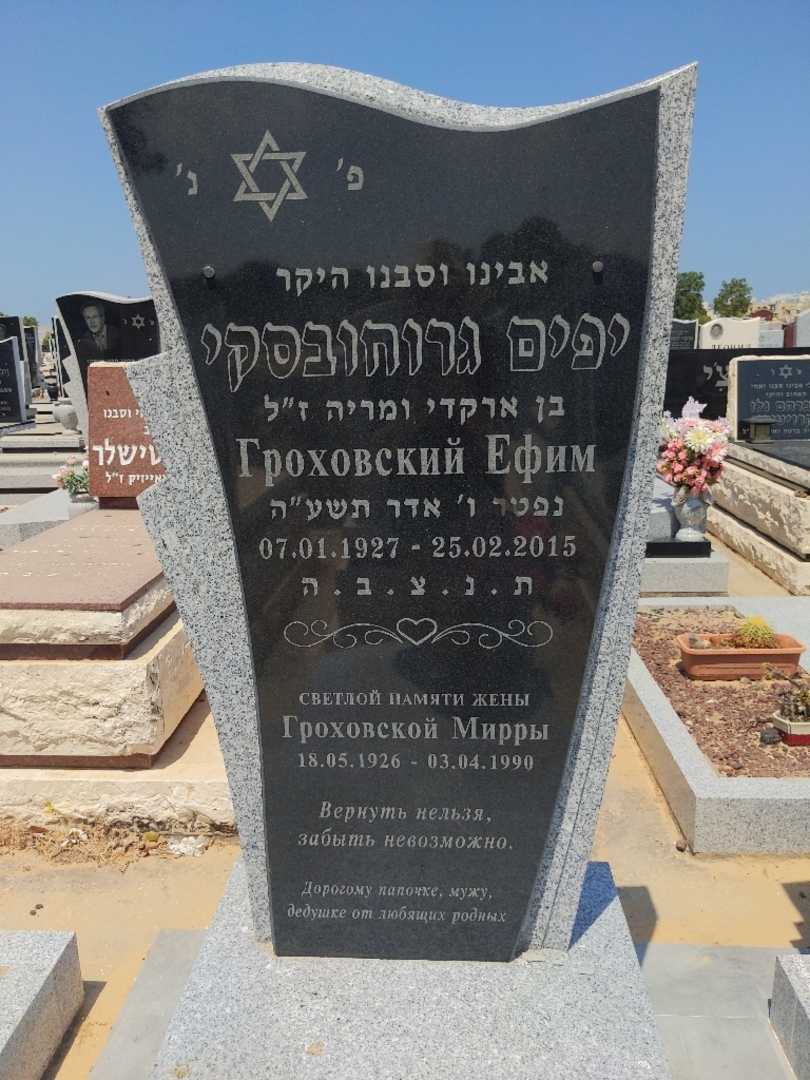 פ' נ'
אבינו וסבנו היקר
יפים גרוחובסקי
בן ארקדי ומריה ז"ל
Гроховский Ефим
נפטר ו' אדר תשע"ה
07.01.1927 - 25.02.2015
ת . נ . צ . ב . ה
СВЕТЛОЙ ПАМЯТИ ЖЕНЫ
Гроховской Мирры
18.05.1926 - 03.04.1990
Вернуть нельзя,
забыть невозможно.
Дорогому папочке, мужу,
дедушке от любящих родных